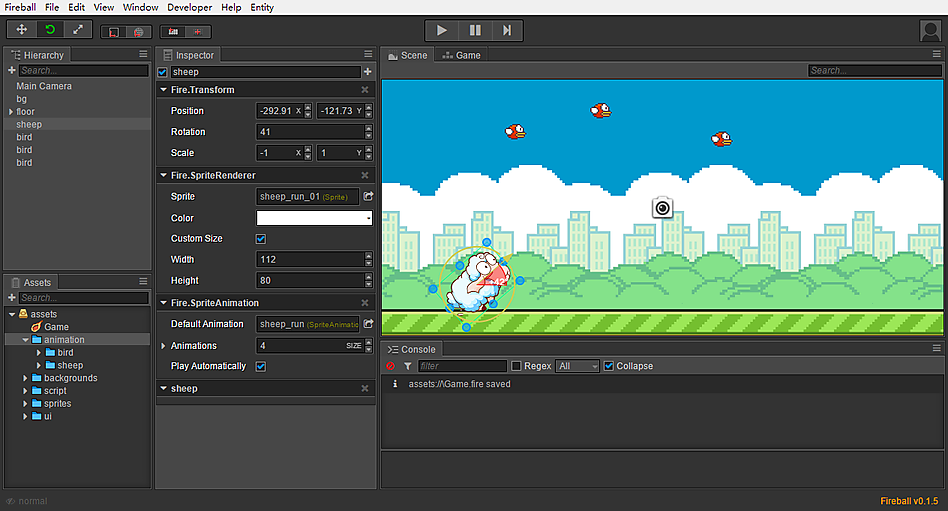 Fireball File Edit View Window Developer Help Entity
Hierarchy
Search...
Main Camera
bg
floor
sheep
bird
bird
bird
Assets
Search...
assets
Game
animation
bird
sheep
backgrounds
script
sprites
ui
Inspector
sheep
Fire.Transform
Position -292.91 X -121.73 Y
Rotation 41
Scale -1 X 1 Y
Fire.SpriteRenderer
Sprite sheep_run_01 (Sprite)
Color
Custom Size
Width 112
Height 80
Fire.SpriteAnimation
Default Animation sheep_run (SpriteAnimatio
Animations 4 SIZE
Play Automatically
sheep
Scene Game
Search...
Console
filter Regex All Collapse
assets://\Game.fire saved
normal
Fireball v0.1.5